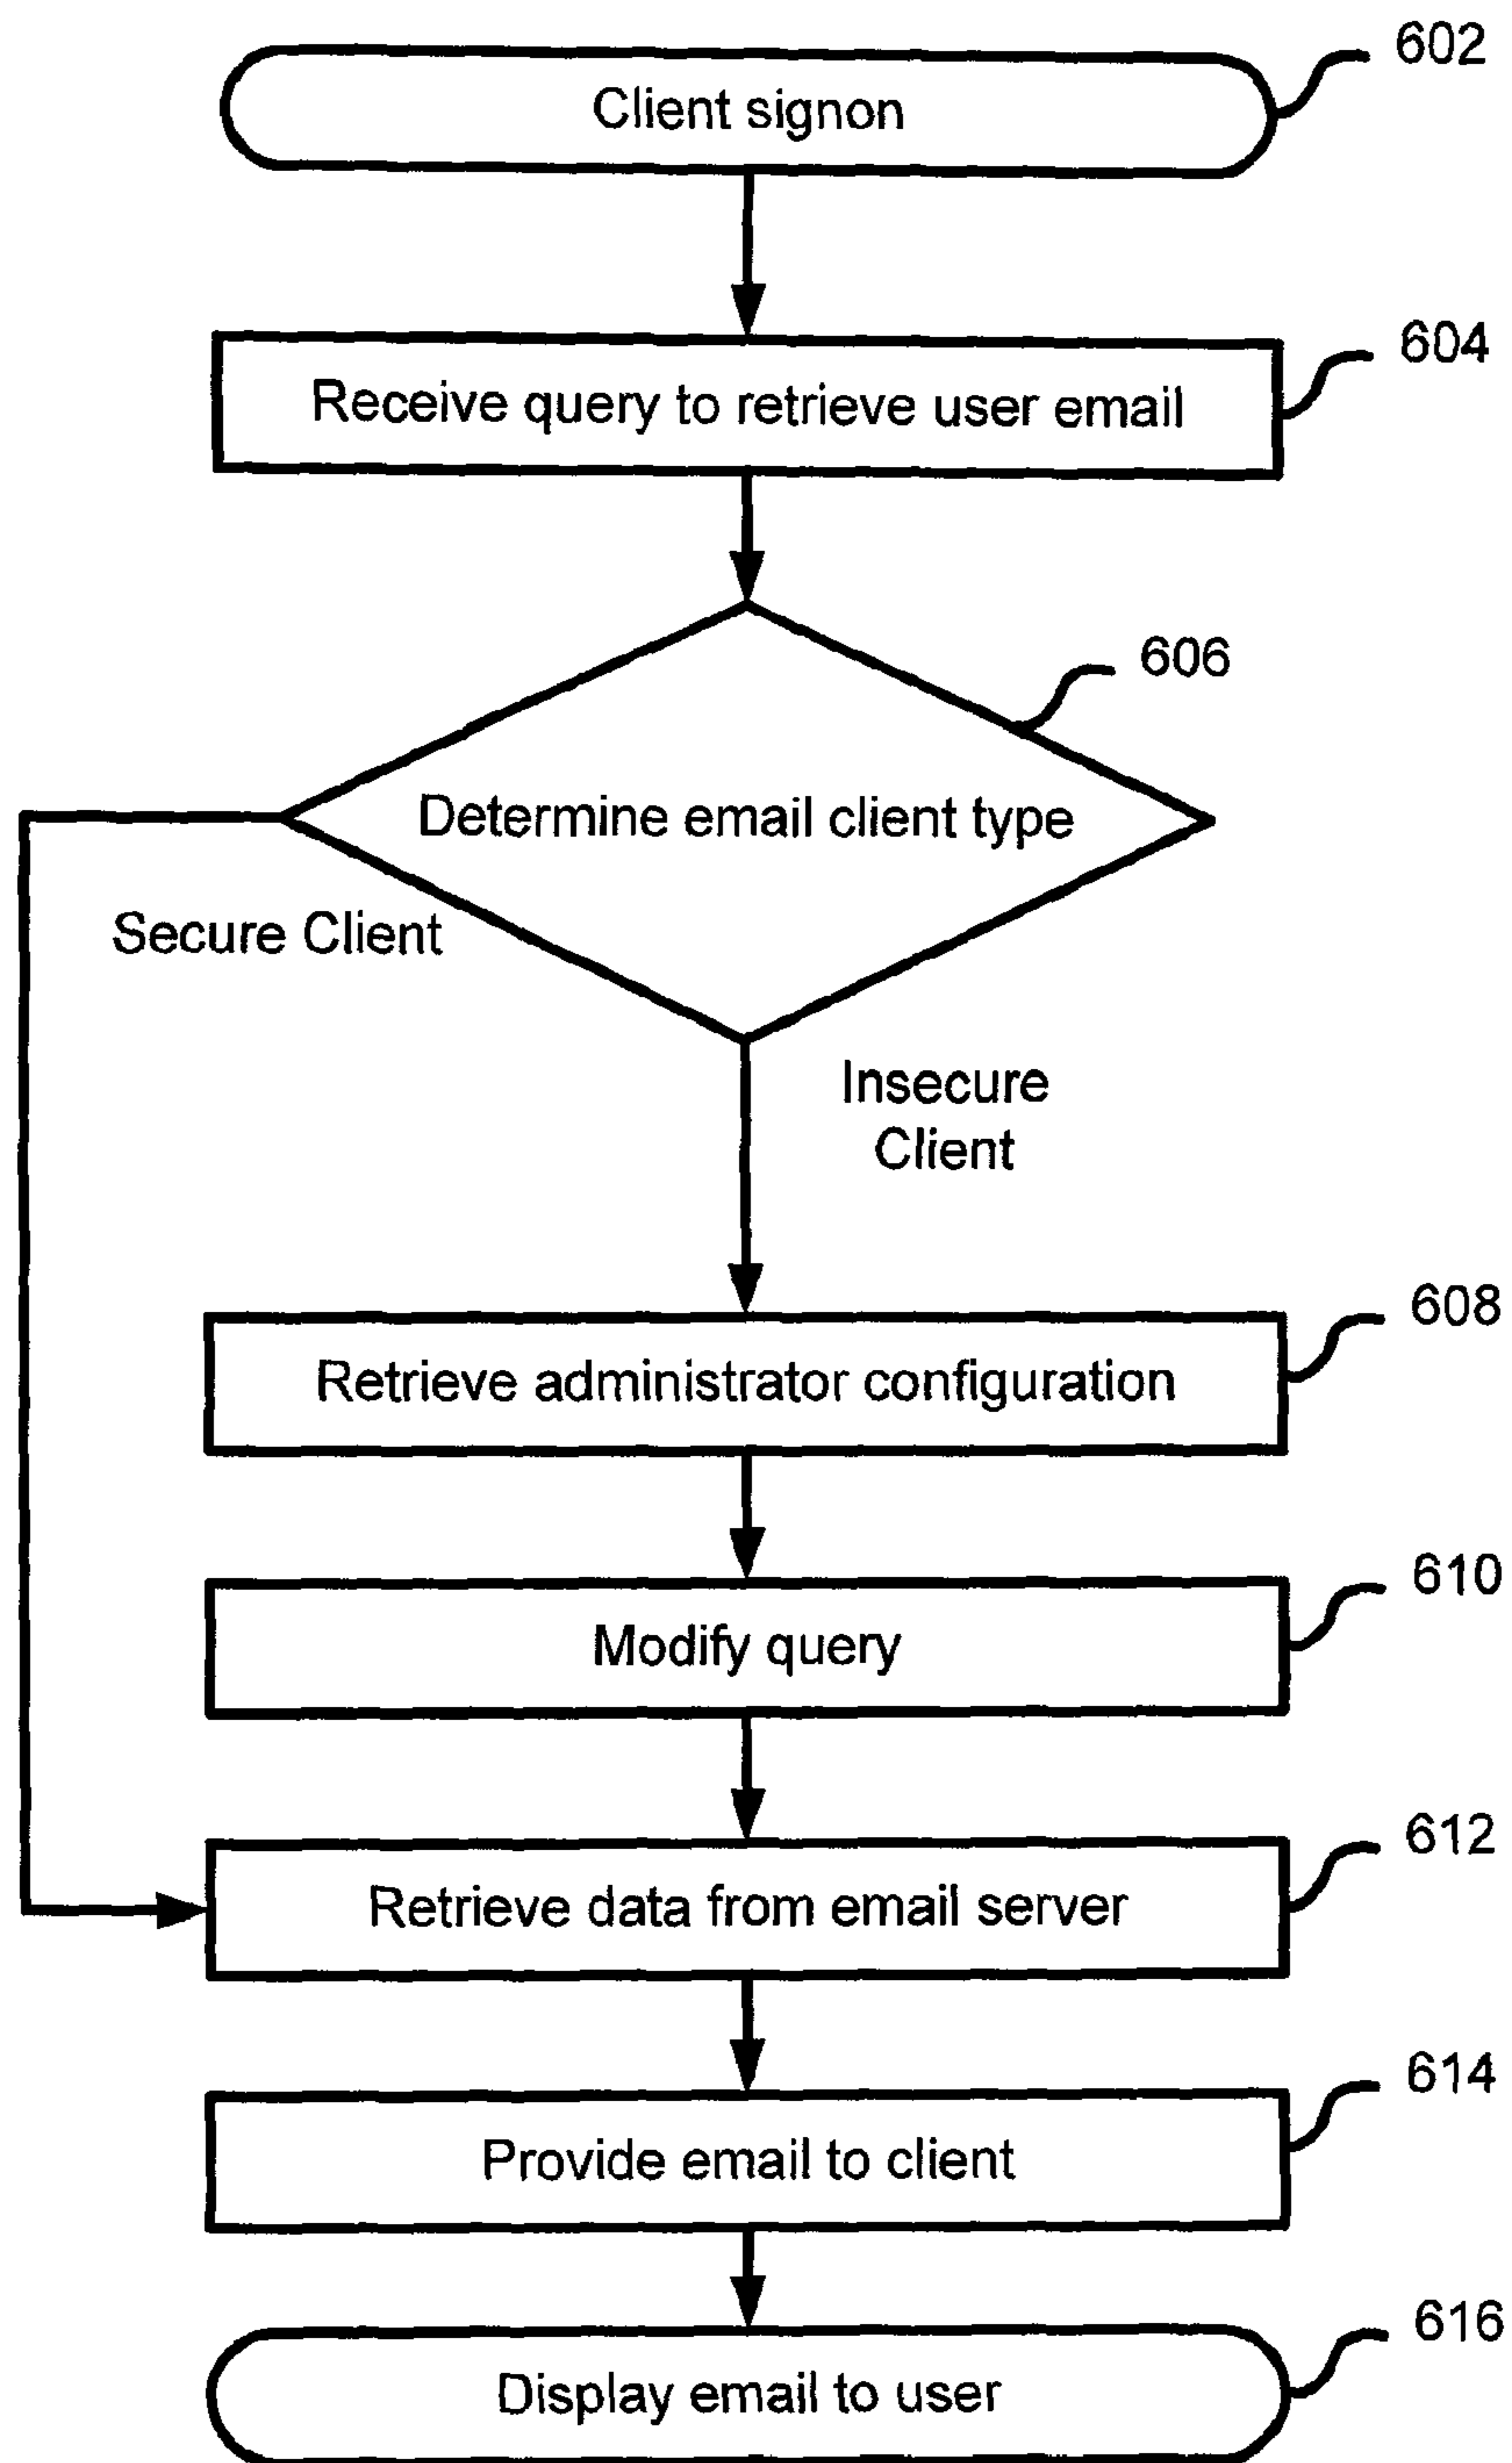 602
Client signon
604
Receive query to retrieve user email
606
Determine email client type
Secure Client
Insecure
Client
608
Retrieve administrator configuration
610
Modify query
612
Retrieve data from email server
614
Provide email to client
616
Display email to user